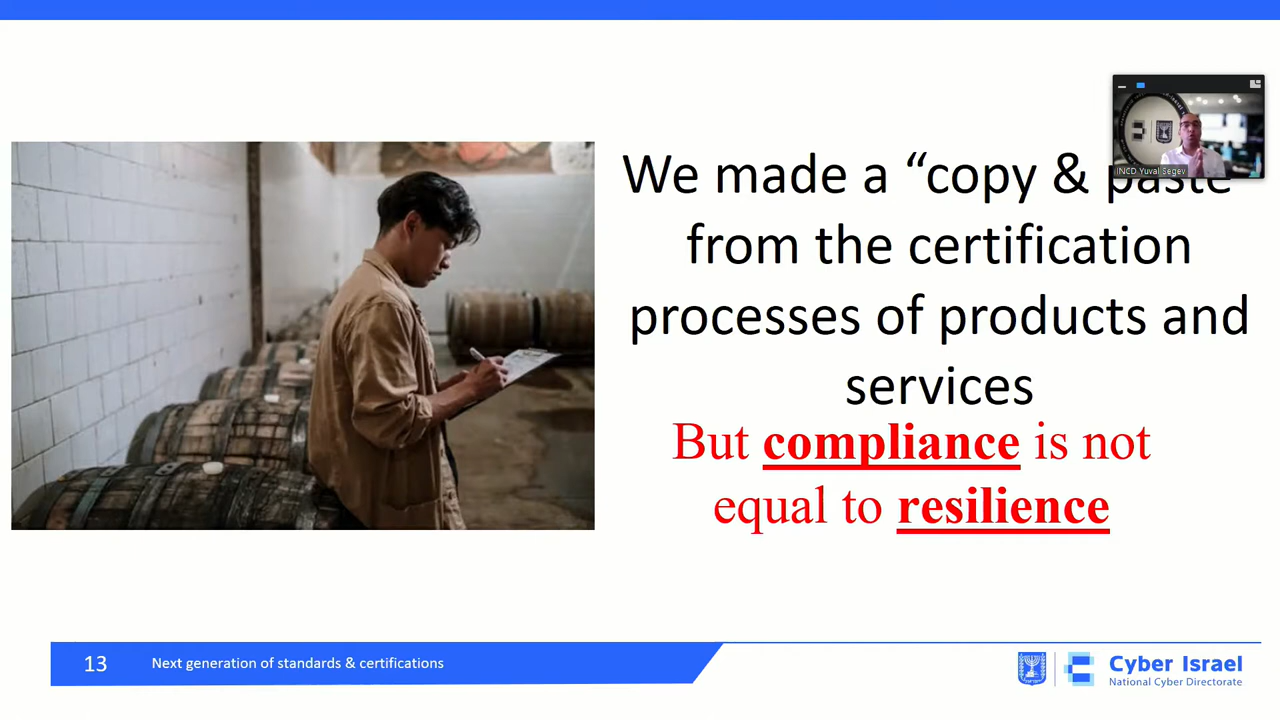 We made a “copy & paste
from the certification
processes of products and
services
But compliance is not
equal to resilience
INCD Yuval Segev
13
Next generation of standards & certifications
Cyber Israel
National Cyber Directorate